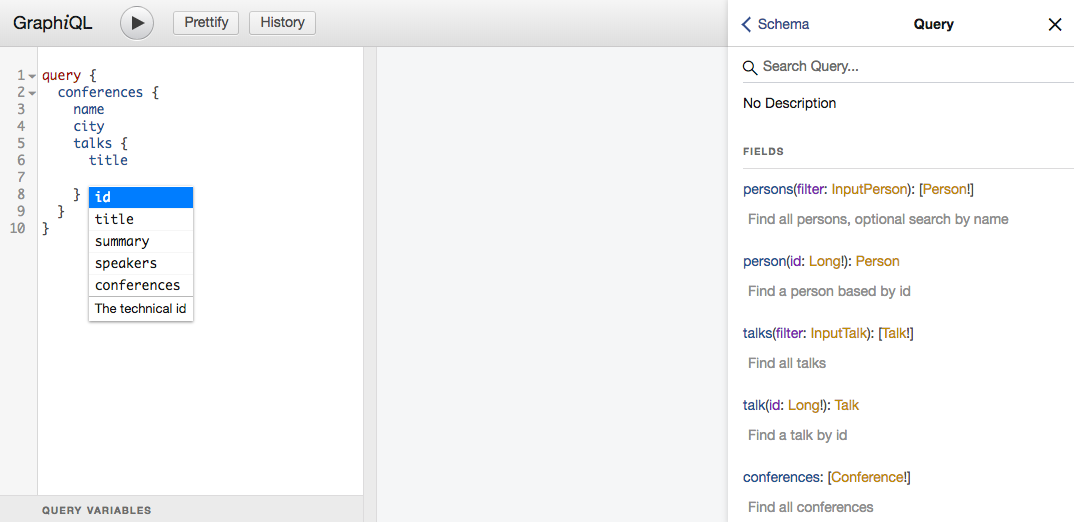 GraphiQL
Prettify
History
1 query {
2 conferences {
3 name
4 city
5 talks {
6 title
7
8 }
9 }
10 }
id
title
summary
speakers
conferences
The technical id
QUERY VARIABLES
Schema
Query
Search Query...
No Description
FIELDS
persons(filter: InputPerson): [Person!]
Find all persons, optional search by name
person(id: Long!): Person
Find a person based by id
talks(filter: InputTalk): [Talk!]
Find all talks
talk(id: Long!): Talk
Find a talk by id
conferences: [Conference!]
Find all conferences